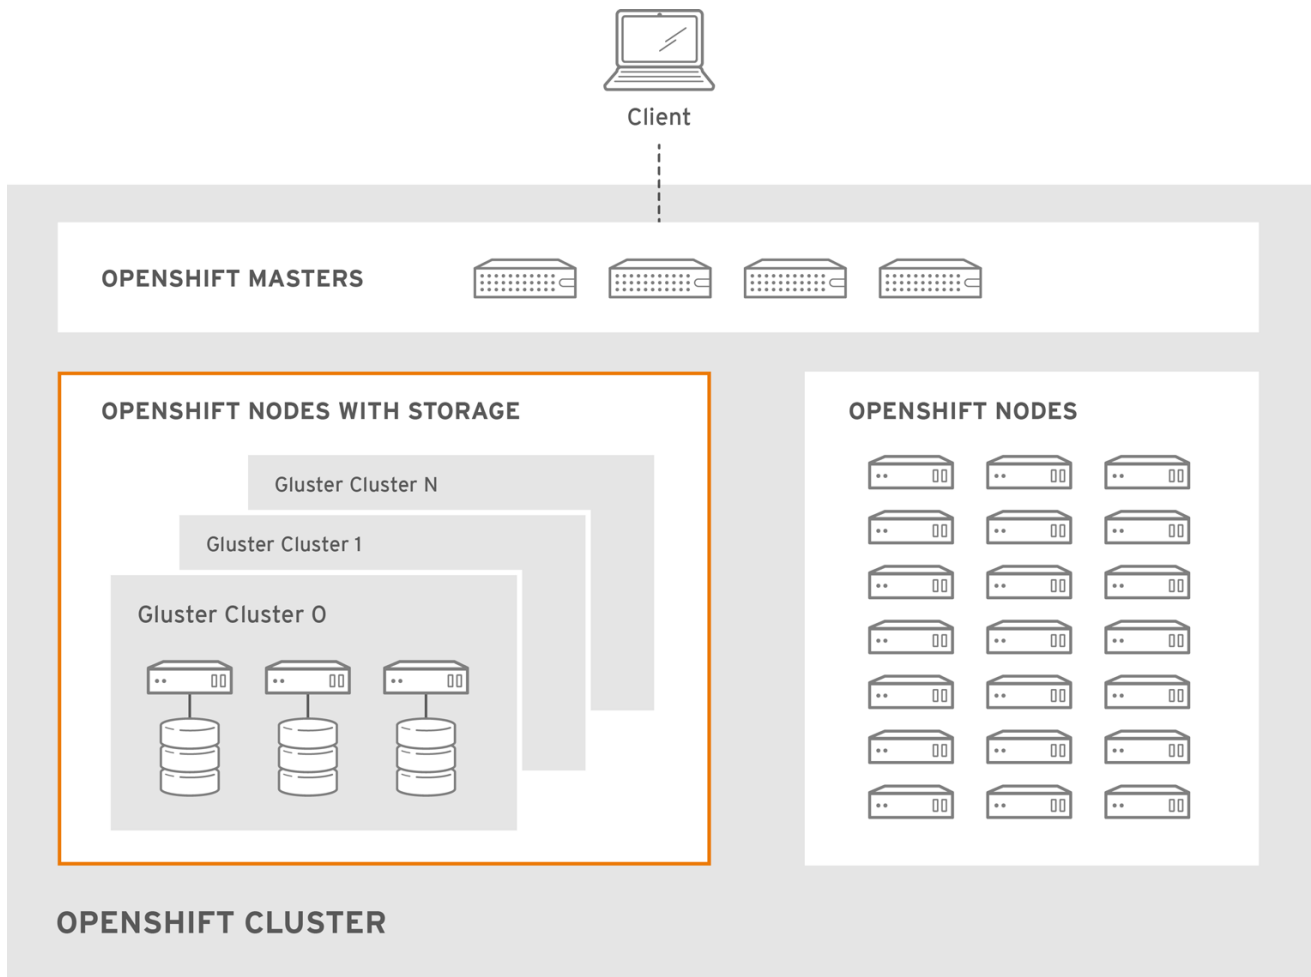 Client
OPENSHIFT MASTERS
OPENSHIFT NODES WITH STORAGE
Gluster Cluster N
Gluster Cluster 1
Gluster Cluster 0
OPENSHIFT NODES
OPENSHIFT CLUSTER